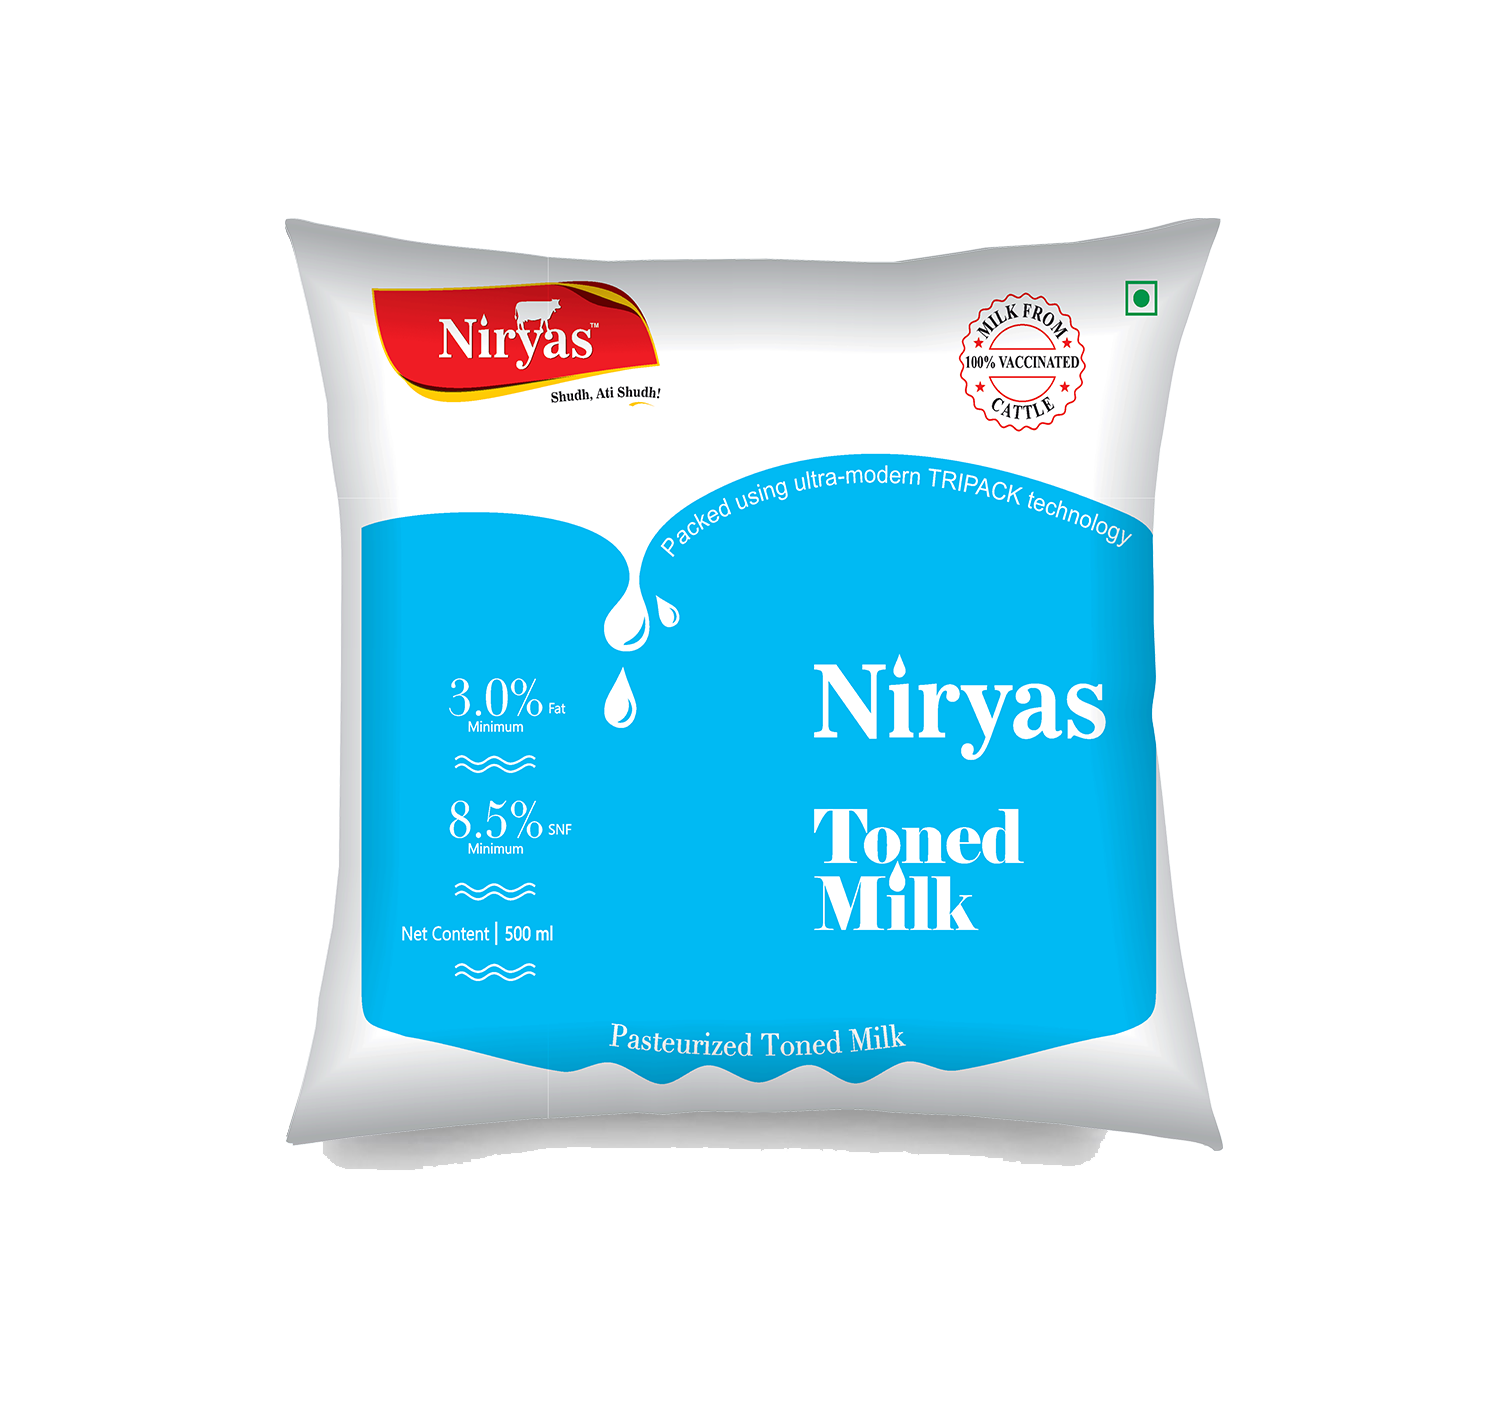 Niryas™
Shudh, Ati Shudh!
MILK FROM
100% VACCINATED
CATTLE
Packed using ultra-modern TRIPACK technology
3.0% Fat
Minimum
8.5% SNF
Minimum
Net Content | 500 ml
Niryas
Toned
Milk
Pasteurized Toned Milk